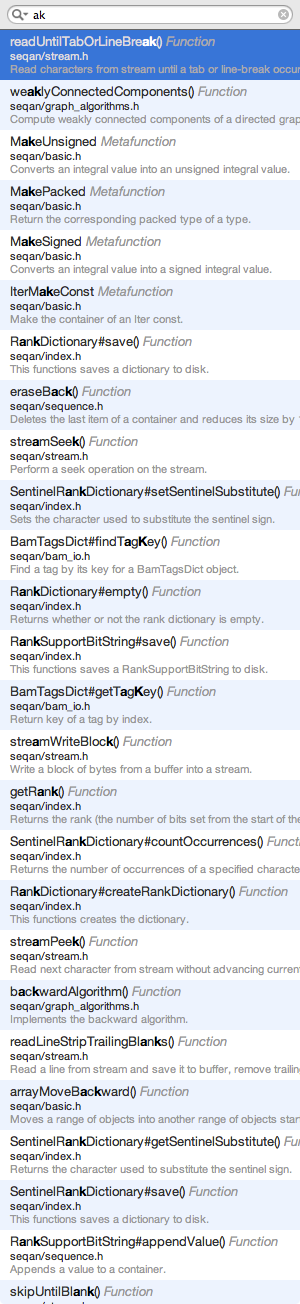 ak
readUntilTabOrLineBreak() Function
seqan/stream.h
Read characters from stream until a tab or line-break occur
weaklyConnectedComponents() Function
seqan/graph_algorithms.h
Compute weakly connected components of a directed grap
MakeUnsigned Metafunction
seqan/basic.h
Converts an integral value into an unsigned integral value.
MakePacked Metafunction
seqan/basic.h
Return the corresponding packed type of a type.
MakeSigned Metafunction
seqan/basic.h
Converts an integral value into a signed integral value.
IterMakeConst Metafunction
seqan/basic.h
Make the container of an Iter const.
RankDictionary#save() Function
seqan/index.h
This functions saves a dictionary to disk.
eraseBack() Function
seqan/sequence.h
Deletes the last item of a container and reduces its size by
streamSeek() Function
seqan/stream.h
Perform a seek operation on the stream.
SentinelRankDictionary#setSentinelSubstitute() Fu
seqan/index.h
Sets the character used to substitute the sentinel sign.
BamTagsDict#findTagKey() Function
seqan/bam_io.h
Find a tag by its key for a BamTagsDict object.
RankDictionary#empty() Function
seqan/index.h
Returns whether or not the rank dictionary is empty.
RankSupportBitString#save() Function
seqan/index.h
This functions saves a RankSupportBitString to disk.
BamTagsDict#getTagKey() Function
seqan/bam_io.h
Return key of a tag by index.
streamWriteBlock() Function
seqan/stream.h
Write a block of bytes from a buffer into a stream.
getRank() Function
seqan/index.h
Returns the rank (the number of bits set from the start of the
SentinelRankDictionary#countOccurrences() Functi
seqan/index.h
Returns the number of occurrences of a specified characte
RankDictionary#createRankDictionary() Function
seqan/index.h
This functions creates the dictionary.
streamPeek() Function
seqan/stream.h
Read next character from stream without advancing curren
backwardAlgorithm() Function
seqan/graph_algorithms.h
Implements the backward algorithm.
readLineStripTrailingBlanks() Function
seqan/stream.h
Read a line from stream and save it to buffer, remove trailin
arrayMoveBackward() Function
seqan/basic.h
Moves a range of objects into another range of objects star
SentinelRankDictionary#getSentinelSubstitute() Fu
seqan/index.h
Returns the character used to substitute the sentinel sign.
SentinelRankDictionary#save() Function
seqan/index.h
This functions saves a dictionary to disk.
RankSupportBitString#appendValue() Function
seqan/sequence.h
Appends a value to a container.
skipUntilBlank() Function